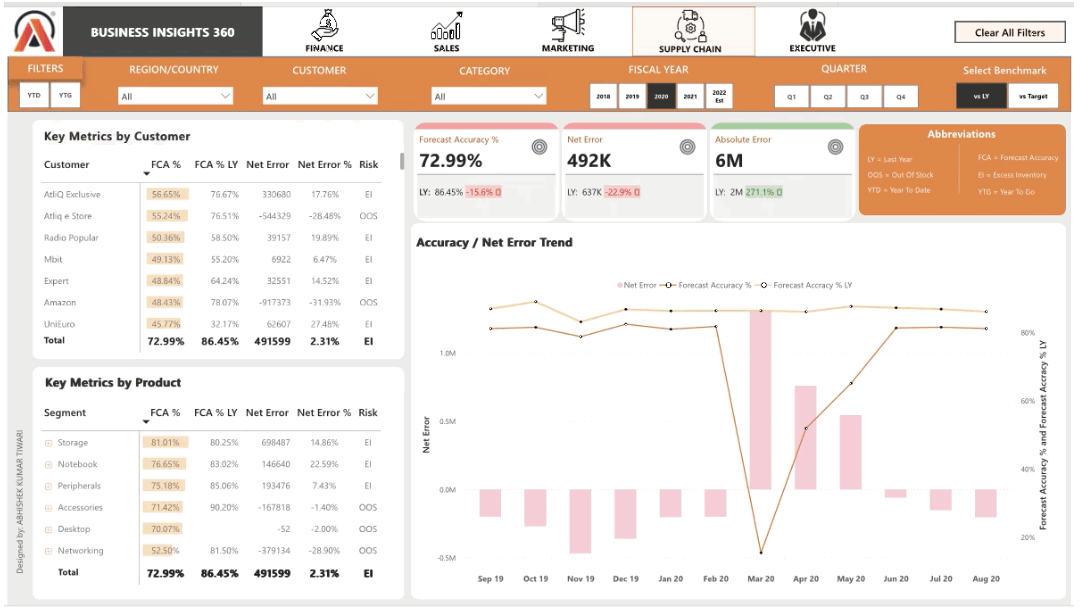 BUSINESS INSIGHTS 360
FINANCE
SALES
MARKETING
SUPPLY CHAIN
EXECUTIVE
Clear All Filters
FILTERS
YTD YTG
REGION/COUNTRY
All
CUSTOMER
All
CATEGORY
All
FISCAL YEAR
2018 2019 2020 2021 2022 Est
QUARTER
Q1 Q2 Q3 Q4
Select Benchmark
vs LY vs Target
Key Metrics by Customer
Customer FCA % FCA % LY Net Error Net Error % Risk
AtliQ Exclusive 56.65% 76.67% 330680 17.76% EI
Atliq e Store 55.24% 76.51% -544329 -28.48% OOS
Radio Popular 50.36% 58.50% 39157 19.89% EI
Mbit 49.13% 55.20% 6922 6.47% EI
Expert 48.84% 64.24% 32551 14.52% EI
Amazon 48.43% 78.07% -917373 -31.93% OOS
UniEuro 45.77% 32.17% 62607 27.48% EI
Total 72.99% 86.45% 491599 2.31% EI
Key Metrics by Product
Segment FCA % FCA % LY Net Error Net Error % Risk
Storage 81.01% 80.25% 698487 14.86% EI
Notebook 76.65% 83.02% 146640 22.59% EI
Peripherals 75.18% 85.06% 193476 7.43% EI
Accessories 71.42% 90.20% -167818 -1.40% OOS
Desktop 70.07% -52 -2.00% OOS
Networking 52.50% 81.50% -379134 -28.90% OOS
Total 72.99% 86.45% 491599 2.31% EI
Designed by: ABHISHEK KUMAR TIWARI
Forecast Accuracy %
72.99%
LY: 86.45% -15.6%
Net Error
492K
LY: 637K -22.9%
Absolute Error
6M
LY: 2M 271.1%
Abbreviations
LY = Last Year
OOS = Out Of Stock
YTD = Year To Date
FCA = Forecast Accuracy
EI = Excess Inventory
YTG = Year To Go
Accuracy / Net Error Trend
Net Error Forecast Accuracy % Forecast Accracy % LY
1.0M
0.5M
0.0M
-0.5M
Net Error
80%
60%
40%
20%
Forecast Accuracy % and Forecast Accracy % LY
Sep 19 Oct 19 Nov 19 Dec 19 Jan 20 Feb 20 Mar 20 Apr 20 May 20 Jun 20 Jul 20 Aug 20